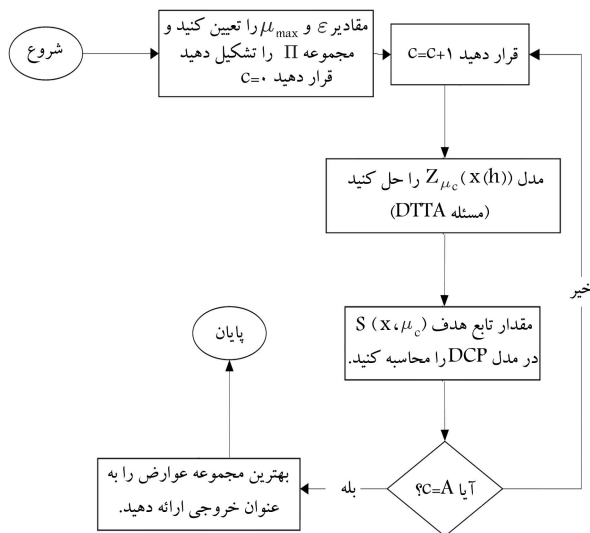 شروع
مقادیر ε و μmax را تعیین کنید و
مجموعه Π را تشکیل دهید
قرار دهید c=۰
قرار دهید c=c+۱
مدل Zμc(x(h)) را حل کنید
(مسئله DTTA)
مقدار تابع هدف S (x،μc)
در مدل DCP را محاسبه کنید.
آیا c=A؟
خیر
بله
بهترین مجموعه عوارض را به
عنوان خروجی ارائه دهید.
پایان